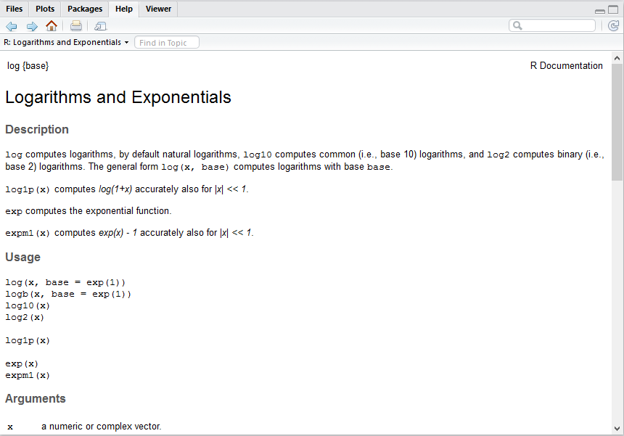 Files Plots Packages Help Viewer
R: Logarithms and Exponentials Find in Topic
log {base} R Documentation
Logarithms and Exponentials
Description
log computes logarithms, by default natural logarithms, log10 computes common (i.e., base 10) logarithms, and log2 computes binary (i.e.,
base 2) logarithms. The general form log(x, base) computes logarithms with base base.
log1p(x) computes log(1+x) accurately also for |x| << 1.
exp computes the exponential function.
expm1(x) computes exp(x) - 1 accurately also for |x| << 1.
Usage
log(x, base = exp(1))
logb(x, base = exp(1))
log10(x)
log2(x)
log1p(x)
exp(x)
expm1(x)
Arguments
x a numeric or complex vector.